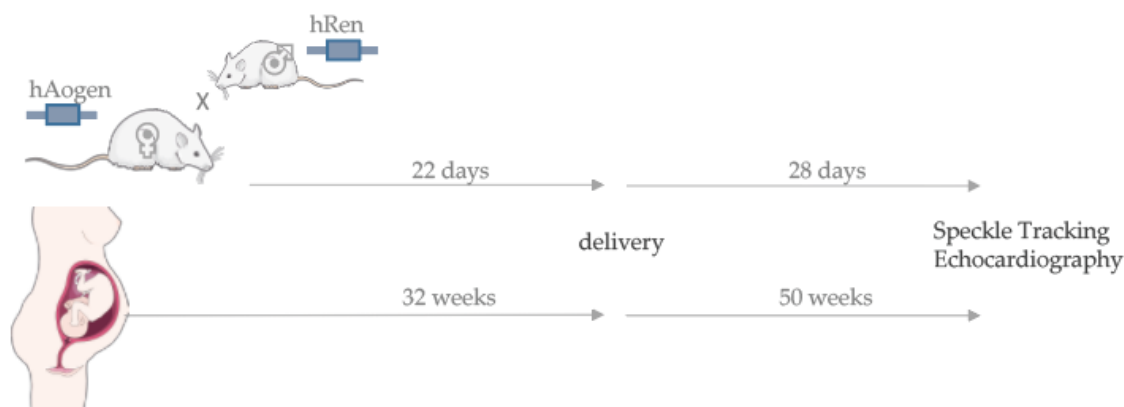 hRen
hAogen
X
22 days
28 days
delivery
Speckle Tracking
Echocardiography
32 weeks
50 weeks